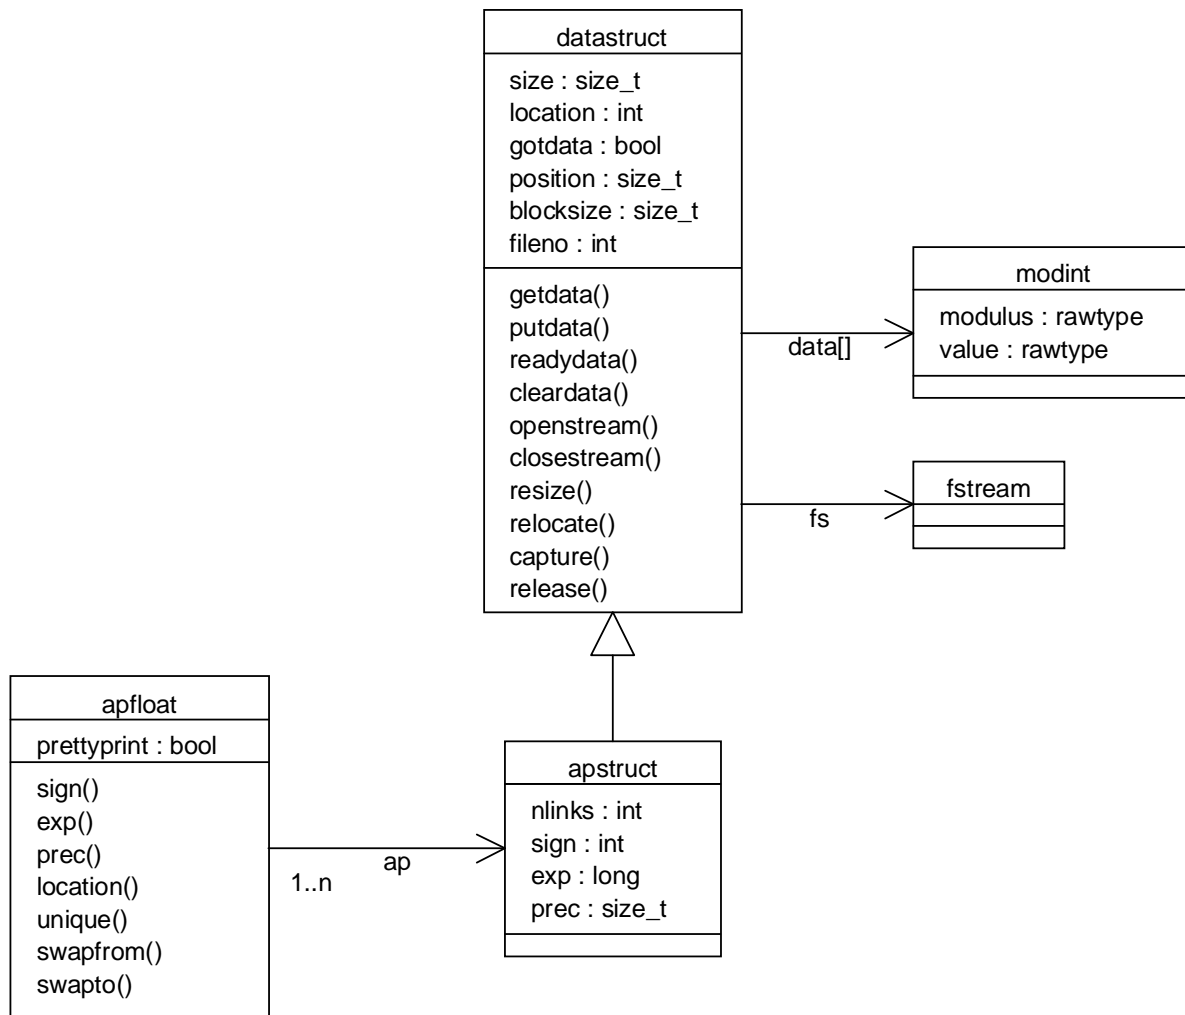 datastruct
size : size_t
location : int
gotdata : bool
position : size_t
blocksize : size_t
fileno : int
getdata()
putdata()
readydata()
cleardata()
openstream()
closestream()
resize()
relocate()
capture()
release()
data[]
modint
modulus : rawtype
value : rawtype
fs
fstream
apfloat
prettyprint : bool
sign()
exp()
prec()
location()
unique()
swapfrom()
swapto()
ap
1..n
apstruct
nlinks : int
sign : int
exp : long
prec : size_t